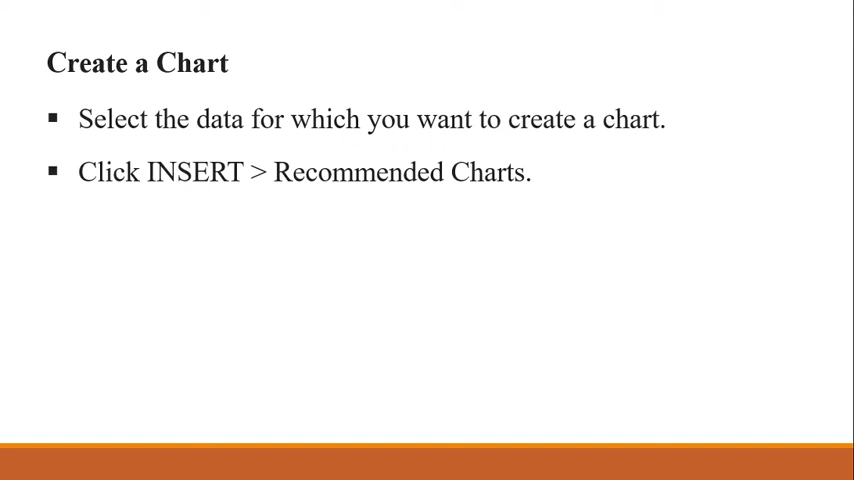 Create a Chart
▪ Select the data for which you want to create a chart.
▪ Click INSERT > Recommended Charts.